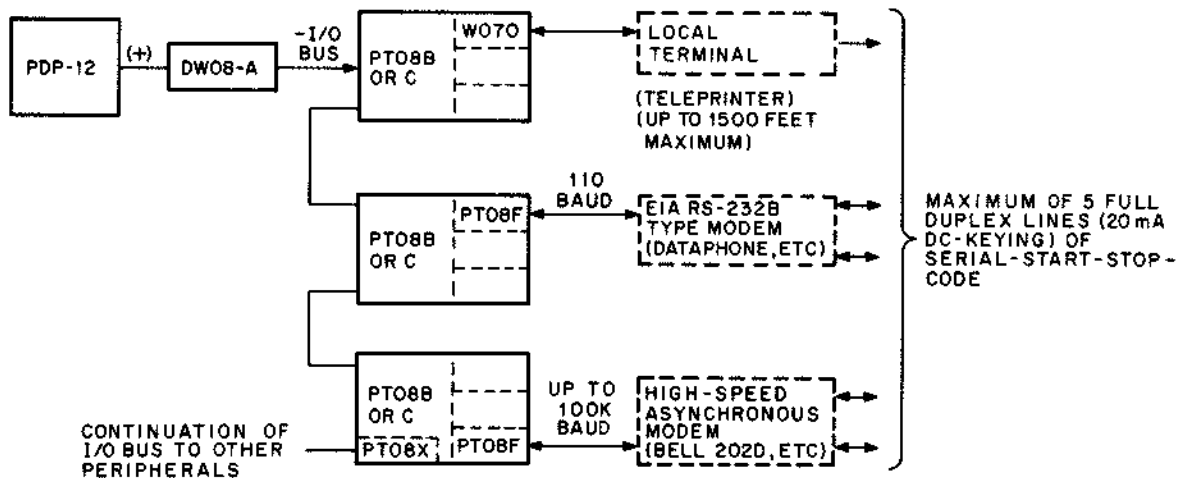 PDP-12
(+)
DW08-A
-I/O
BUS
PT08B
OR C
W070
LOCAL
TERMINAL
(TELEPRINTER)
(UP TO 1500 FEET
MAXIMUM)
PT08B
OR C
PT08F
110
BAUD
EIA RS-232B
TYPE MODEM
(DATAPHONE, ETC)
MAXIMUM OF 5 FULL
DUPLEX LINES (20mA
DC-KEYING) OF
SERIAL-START-STOP-
CODE
PT08B
OR C
PT08X
PT08F
UP TO
100K
BAUD
HIGH-SPEED
ASYNCHRONOUS
MODEM
(BELL 202D, ETC)
CONTINUATION OF
I/O BUS TO OTHER
PERIPHERALS